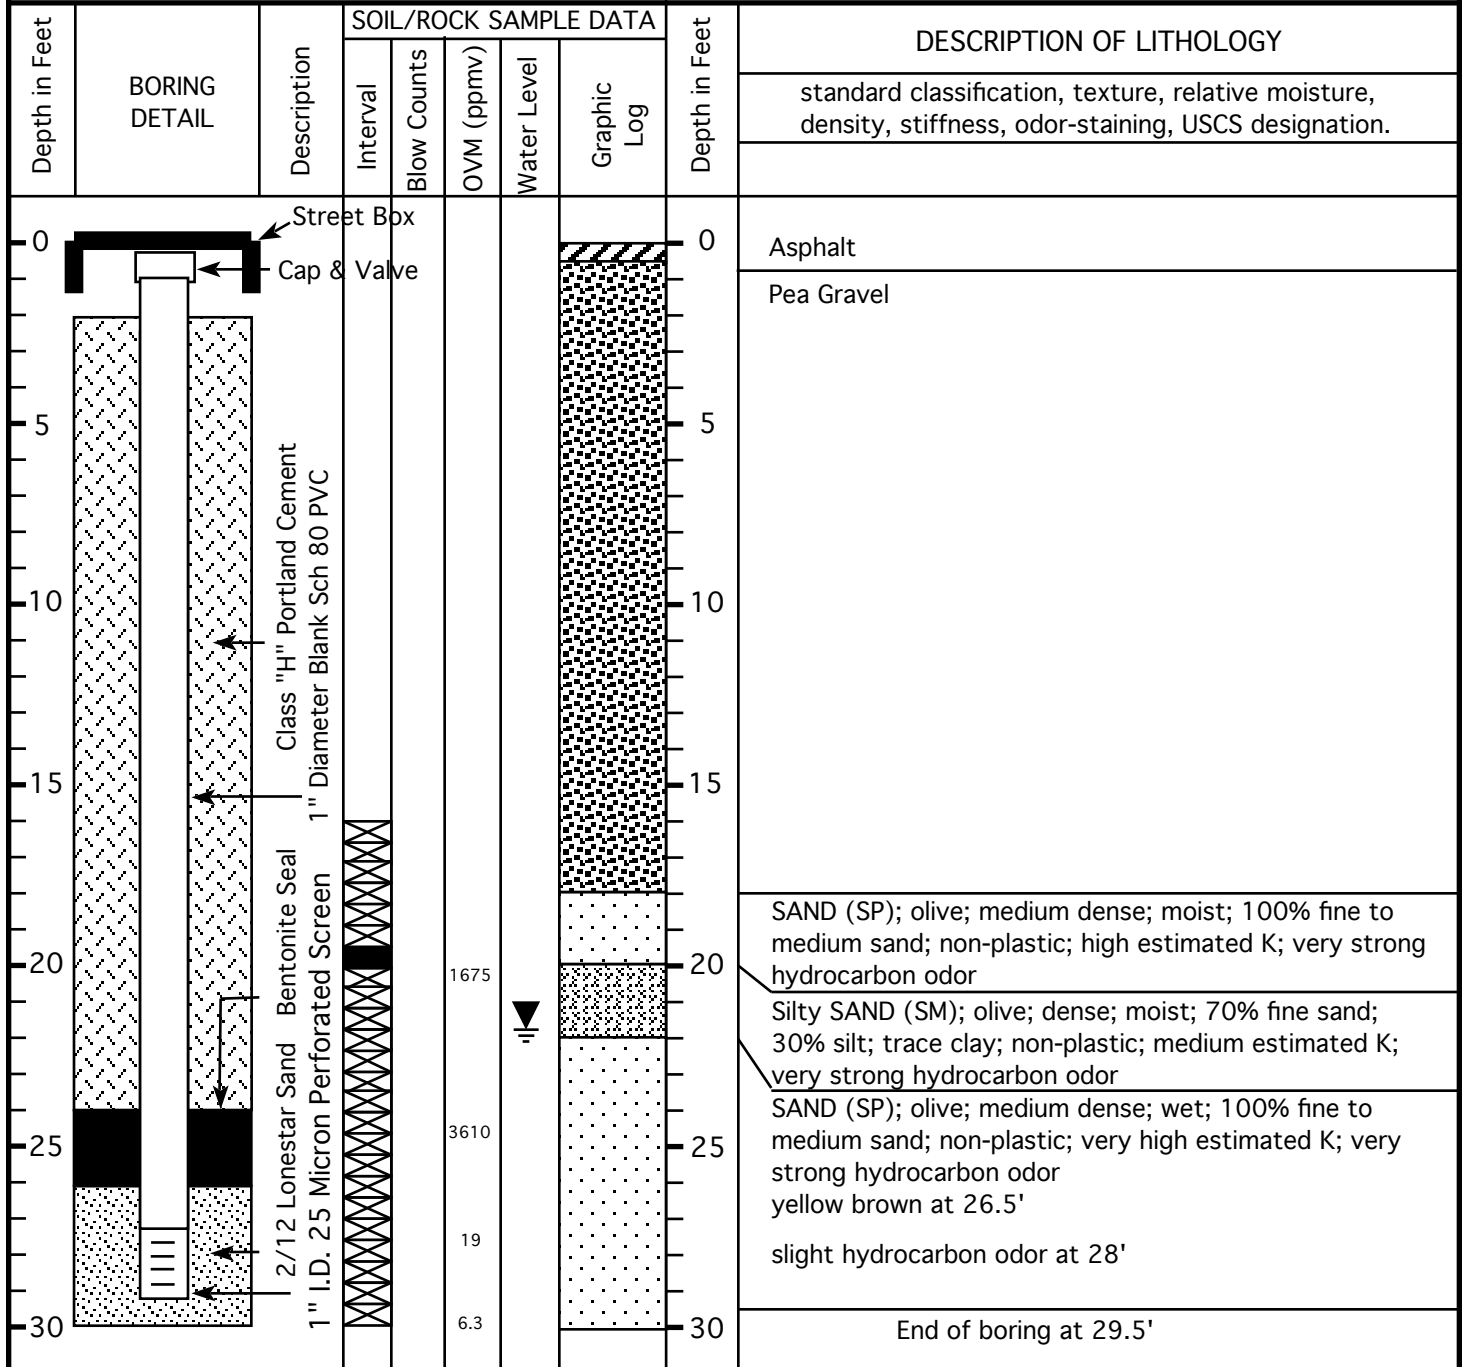 SOIL/ROCK SAMPLE DATA
Depth in Feet
BORING
DETAIL
Description
Interval
Blow Counts
OVM (ppmv)
Water Level
Graphic
Log
Depth in Feet
DESCRIPTION OF LITHOLOGY
standard classification, texture, relative moisture,
density, stiffness, odor-staining, USCS designation.
Street Box
Cap & Valve
0
5
10
15
20
25
30
Class "H" Portland Cement
1" Diameter Blank Sch 80 PVC
Bentonite Seal
2/12 Lonestar Sand
1" I.D. 25 Micron Perforated Screen
1675
3610
19
6.3
0
5
10
15
20
25
30
Asphalt
Pea Gravel
SAND (SP); olive; medium dense; moist; 100% fine to
medium sand; non-plastic; high estimated K; very strong
hydrocarbon odor
Silty SAND (SM); olive; dense; moist; 70% fine sand;
30% silt; trace clay; non-plastic; medium estimated K;
very strong hydrocarbon odor
SAND (SP); olive; medium dense; wet; 100% fine to
medium sand; non-plastic; very high estimated K; very
strong hydrocarbon odor
yellow brown at 26.5'
slight hydrocarbon odor at 28'
End of boring at 29.5'